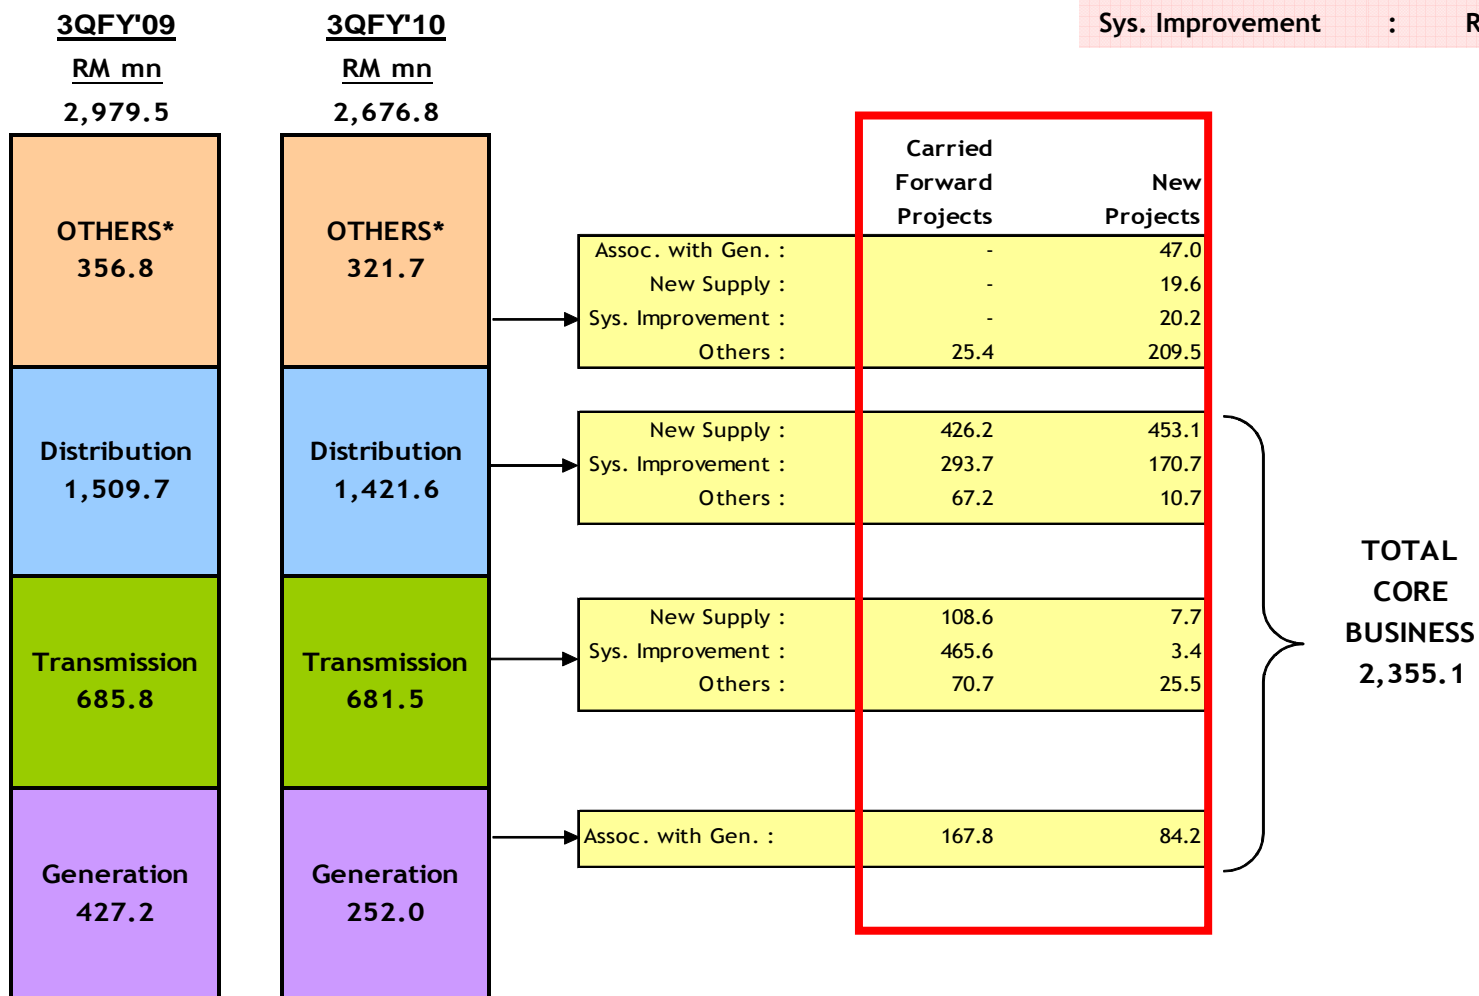 3QFY'09 3QFY'10 Sys. Improvement : R
RM mn RM mn
2,979.5 2,676.8
Carried
Forward New
Projects Projects
OTHERS* OTHERS*
356.8 321.7
Assoc. with Gen. : - 47.0
New Supply : - 19.6
Sys. Improvement : - 20.2
Others : 25.4 209.5
Distribution Distribution
1,509.7 1,421.6
New Supply : 426.2 453.1
Sys. Improvement : 293.7 170.7
Others : 67.2 10.7
TOTAL
CORE
BUSINESS
2,355.1
Transmission Transmission
685.8 681.5
New Supply : 108.6 7.7
Sys. Improvement : 465.6 3.4
Others : 70.7 25.5
Generation Generation
427.2 252.0
Assoc. with Gen. : 167.8 84.2